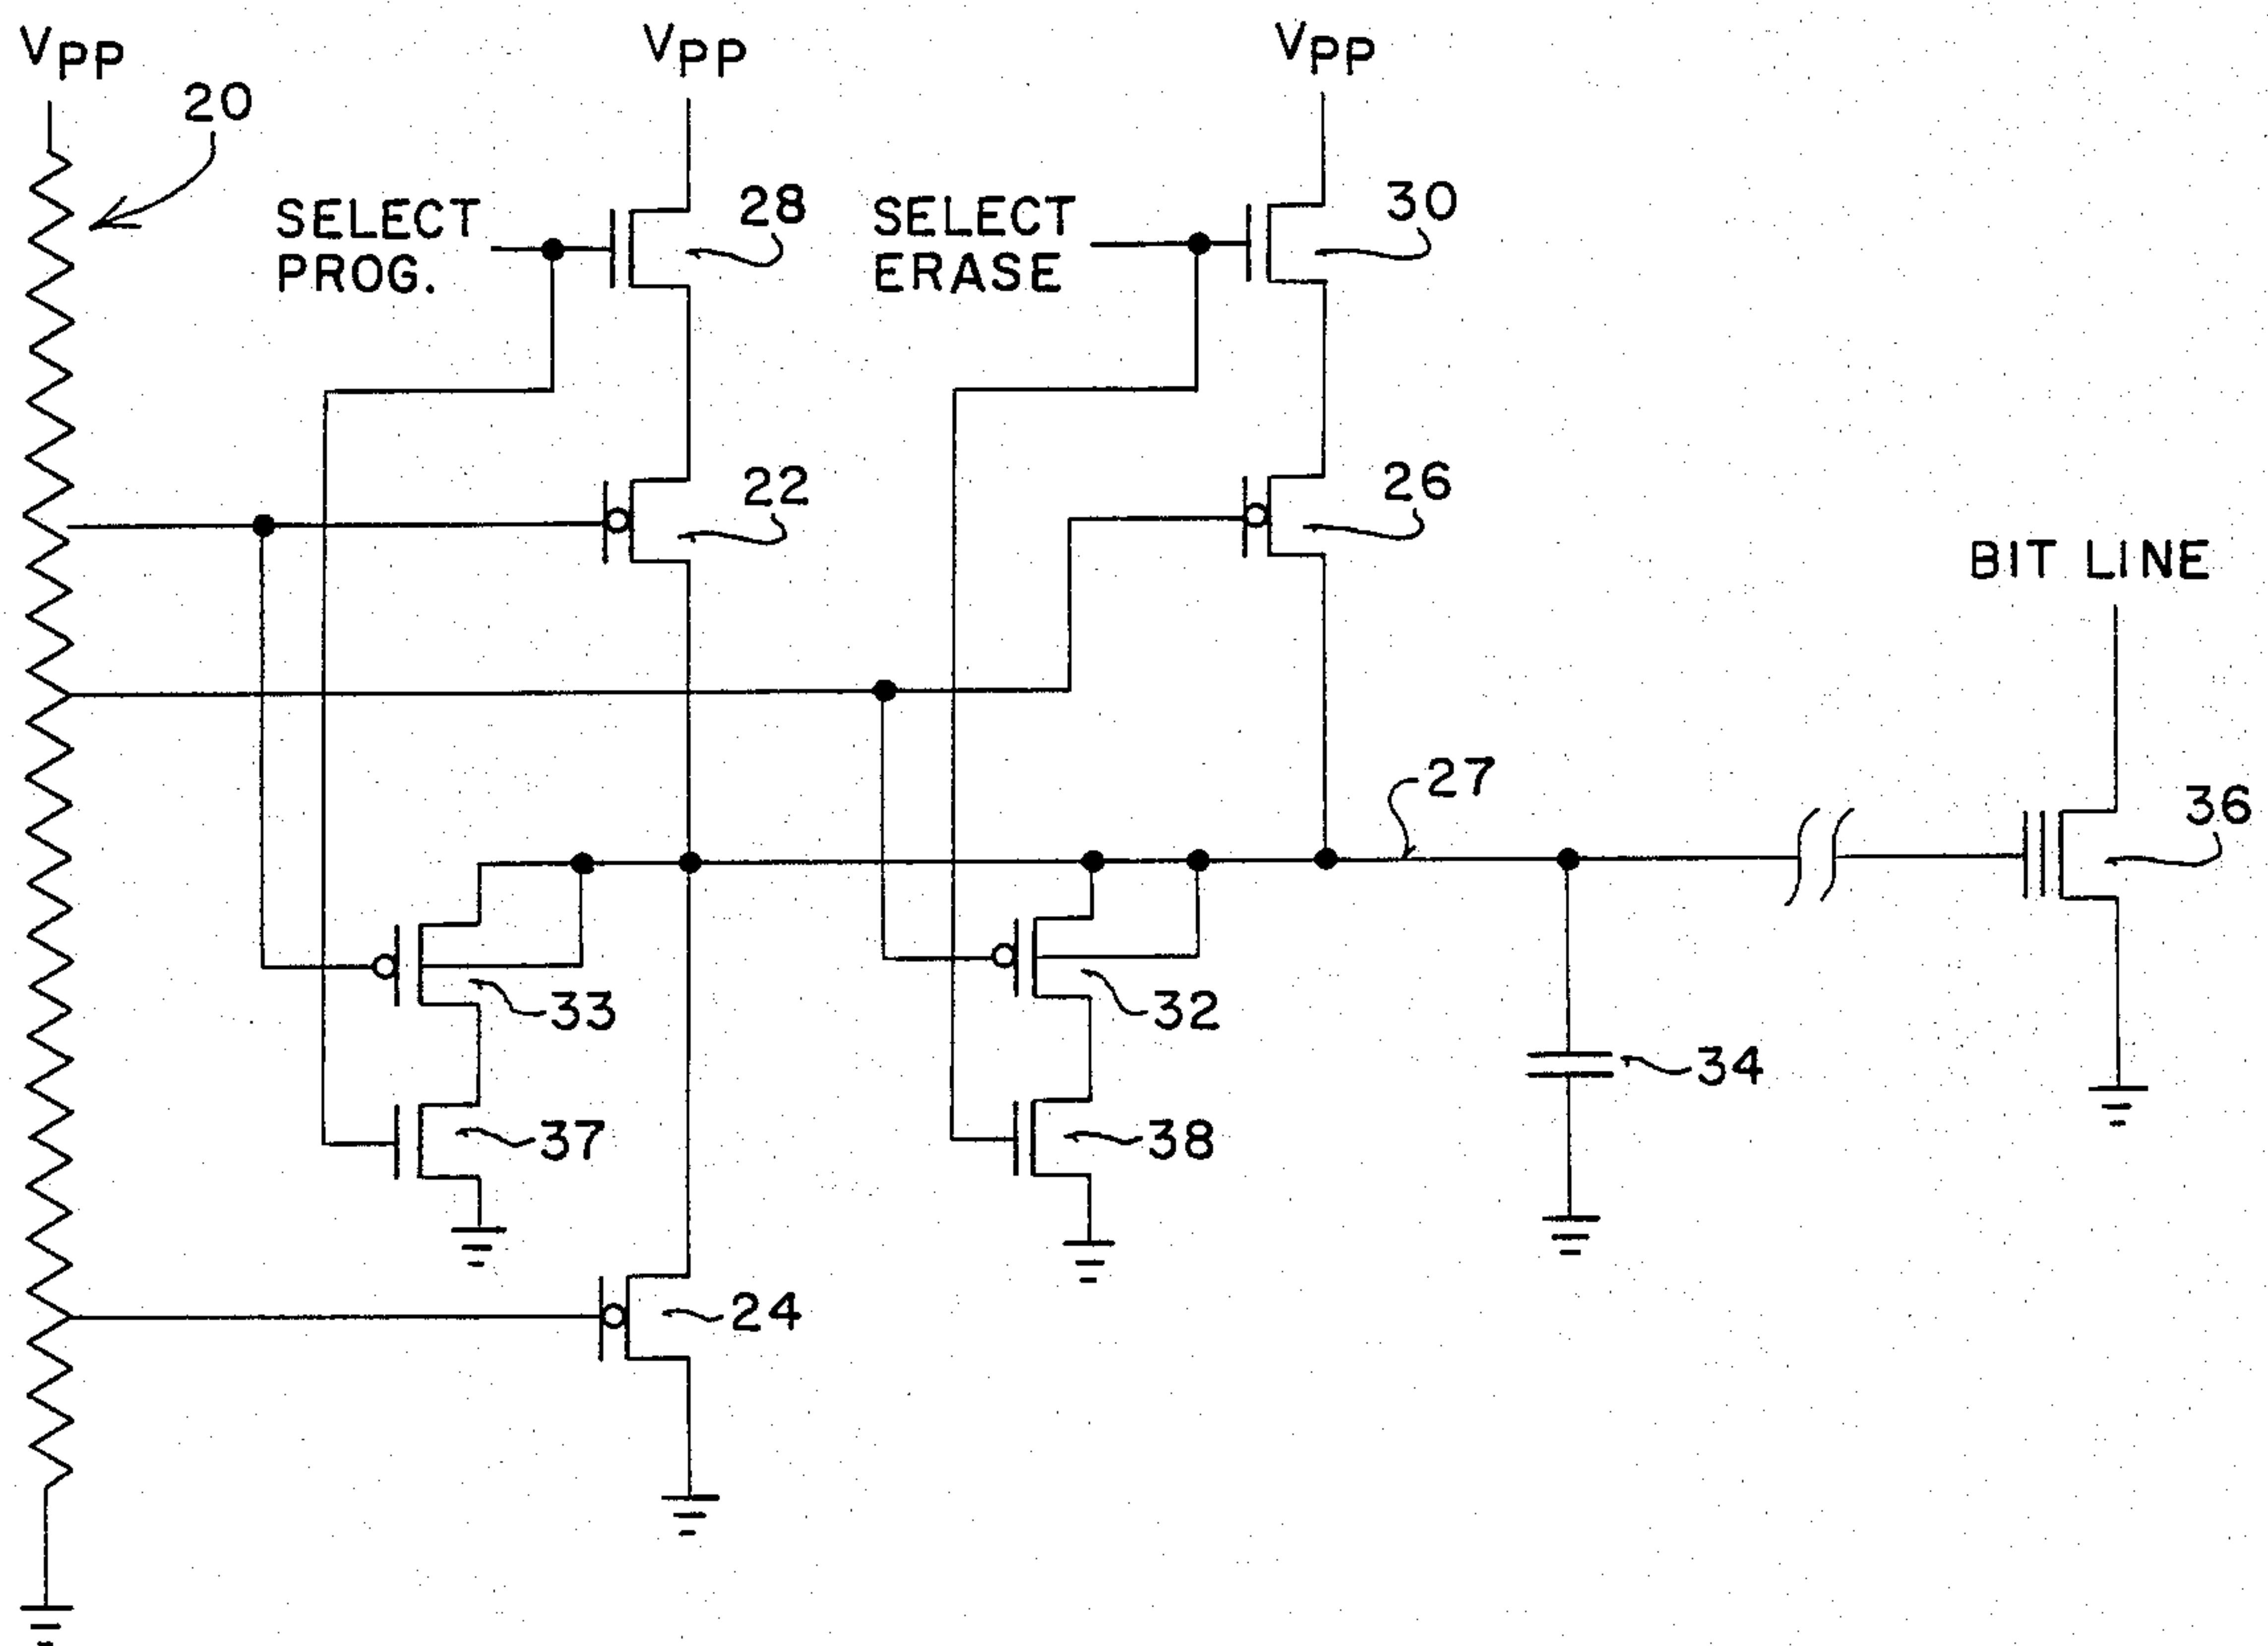 VPP
VPP
VPP
20
SELECT
PROG.
28
SELECT
ERASE
30
22
26
BIT LINE
27
36
33
32
34
37
38
24